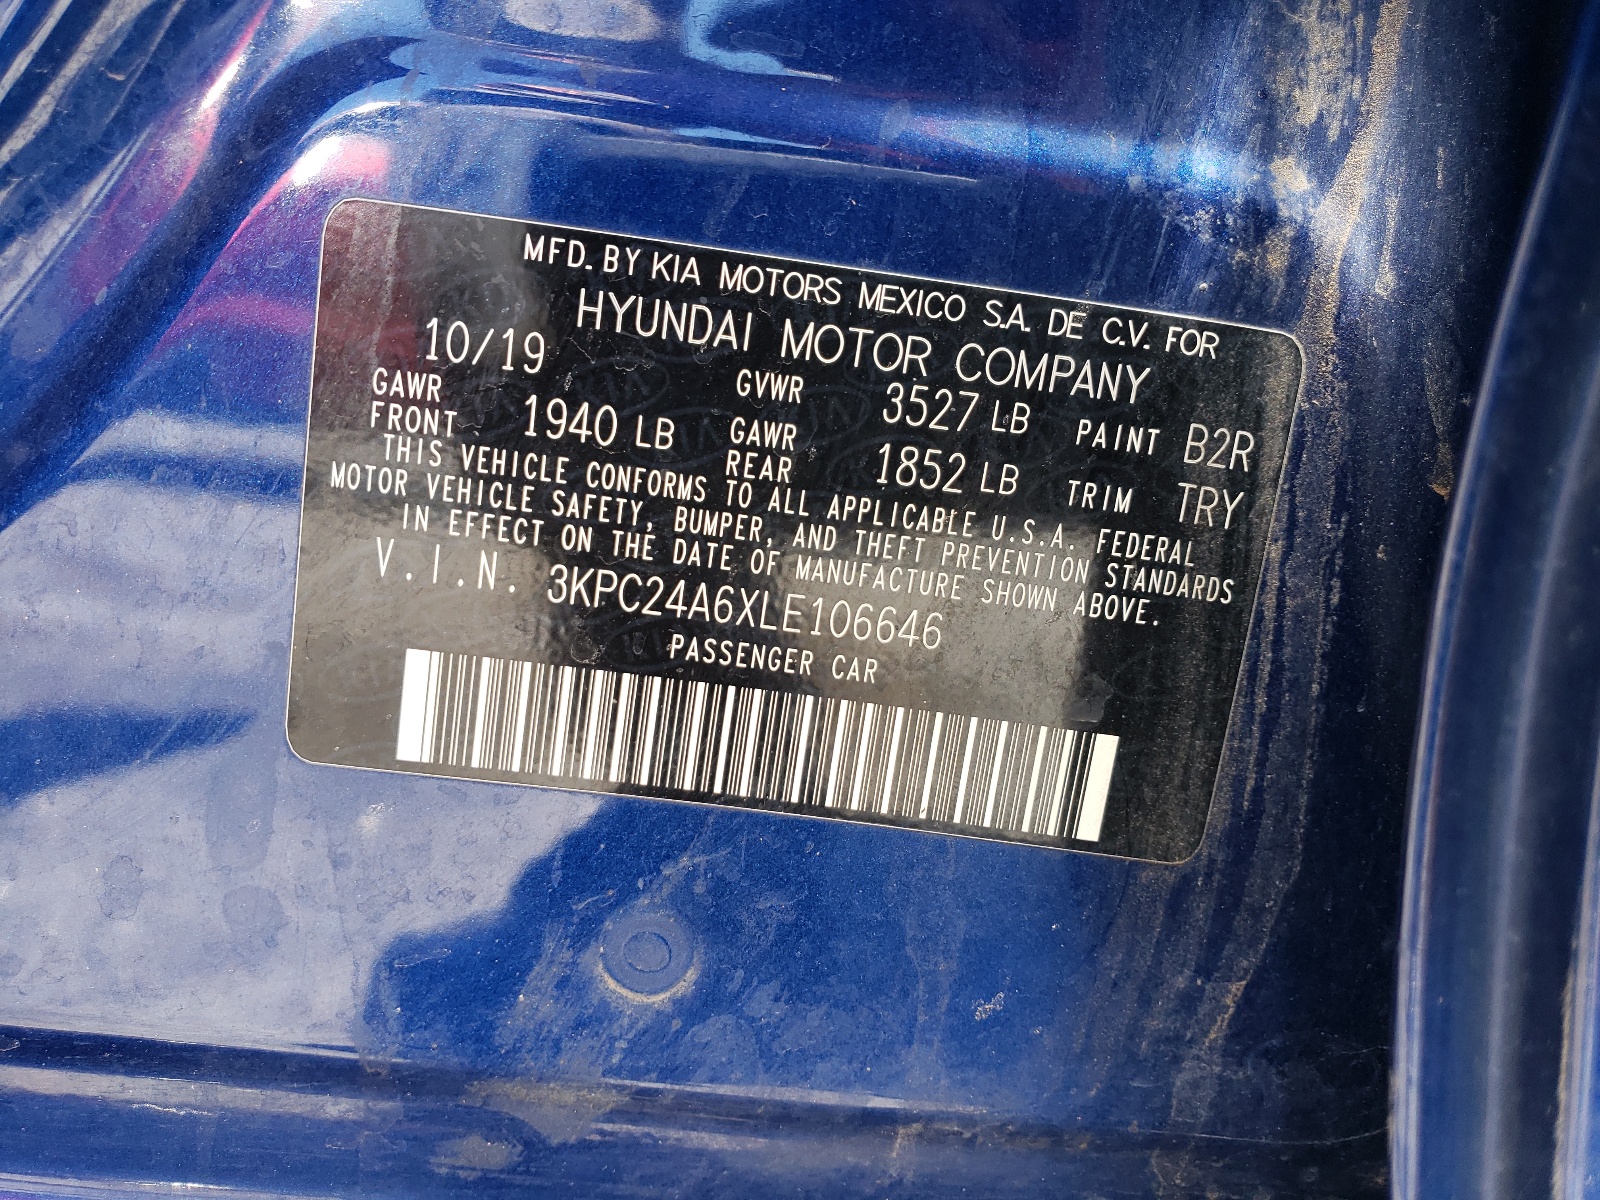 MFD. BY KIA MOTORS MEXICO S.A. DE C.V. FOR
HYUNDAI MOTOR COMPANY
10/19
GVWR 3527 LB PAINT B2R
GAWR FRONT 1940 LB
GAWR REAR 1852 LB TRIM TRY
THIS VEHICLE CONFORMS TO ALL APPLICABLE U.S.A. FEDERAL
MOTOR VEHICLE SAFETY, BUMPER, AND THEFT PREVENTION STANDARDS
IN EFFECT ON THE DATE OF MANUFACTURE SHOWN ABOVE.
V.I.N. 3KPC24A6XLE106646
PASSENGER CAR